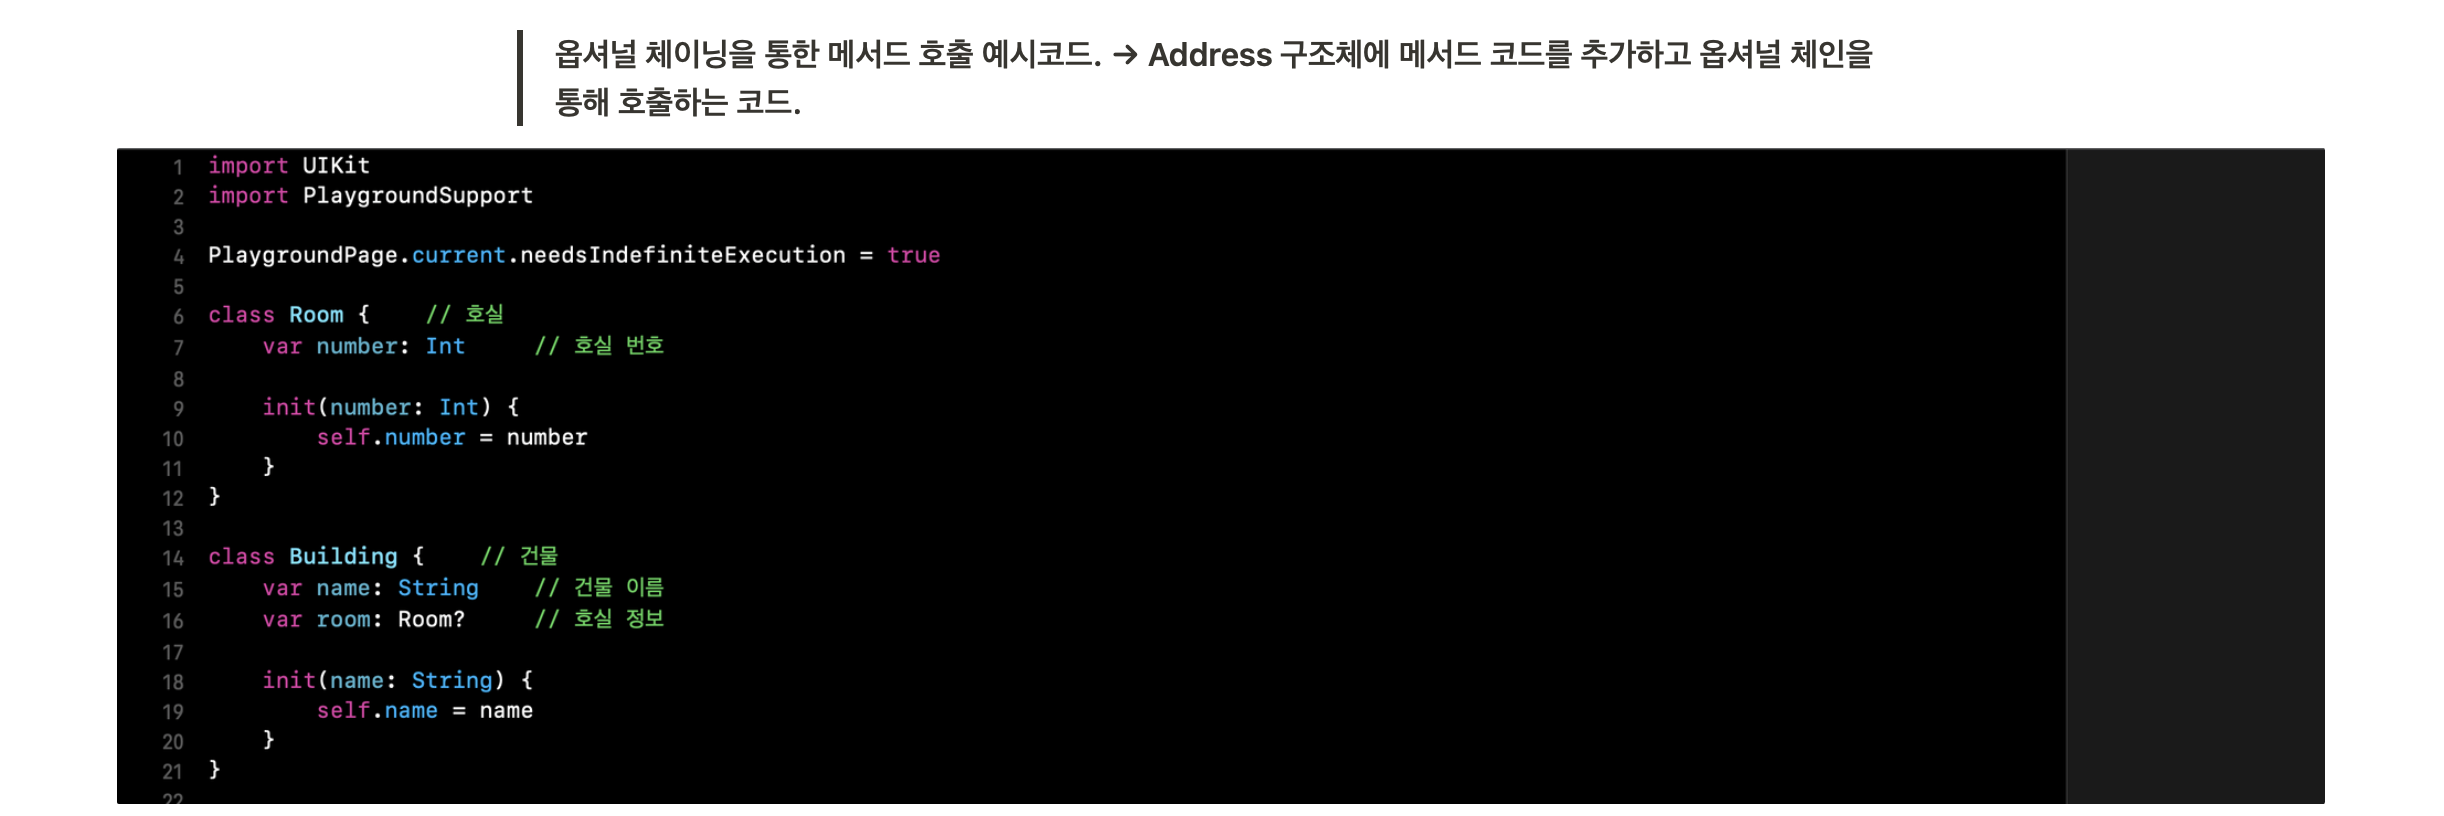 옵셔널 체이닝을 통한 메서드 호출 예시코드. → Address 구조체에 메서드 코드를 추가하고 옵셔널 체인을
통해 호출하는 코드.
1 import UIKit
2 import PlaygroundSupport
3
4 PlaygroundPage.current.needsIndefiniteExecution = true
5
6 class Room {    // 호실
7     var number: Int     // 호실 번호
8
9     init(number: Int) {
10         self.number = number
11     }
12 }
13
14 class Building {    // 건물
15     var name: String    // 건물 이름
16     var room: Room?     // 호실 정보
17
18     init(name: String) {
19         self.name = name
20     }
21 }
22